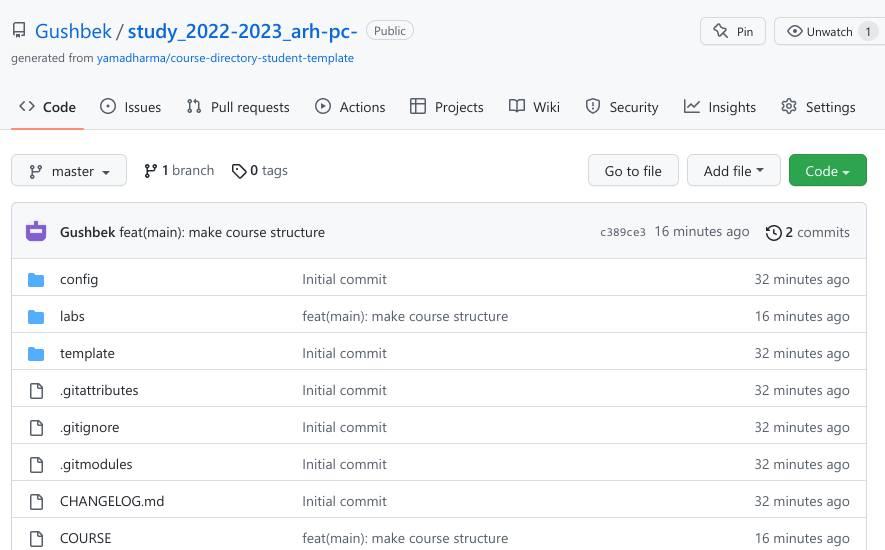 Gushbek / study_2022-2023_arh-pc- Public Pin Unwatch 1
generated from yamadharma/course-directory-student-template
Code Issues Pull requests Actions Projects Wiki Security Insights Settings
master 1 branch 0 tags Go to file Add file Code
Gushbek feat(main): make course structure c389ce3 16 minutes ago 2 commits
config Initial commit 32 minutes ago
labs feat(main): make course structure 16 minutes ago
template Initial commit 32 minutes ago
.gitattributes Initial commit 32 minutes ago
.gitignore Initial commit 32 minutes ago
.gitmodules Initial commit 32 minutes ago
CHANGELOG.md Initial commit 32 minutes ago
COURSE feat(main): make course structure 16 minutes ago